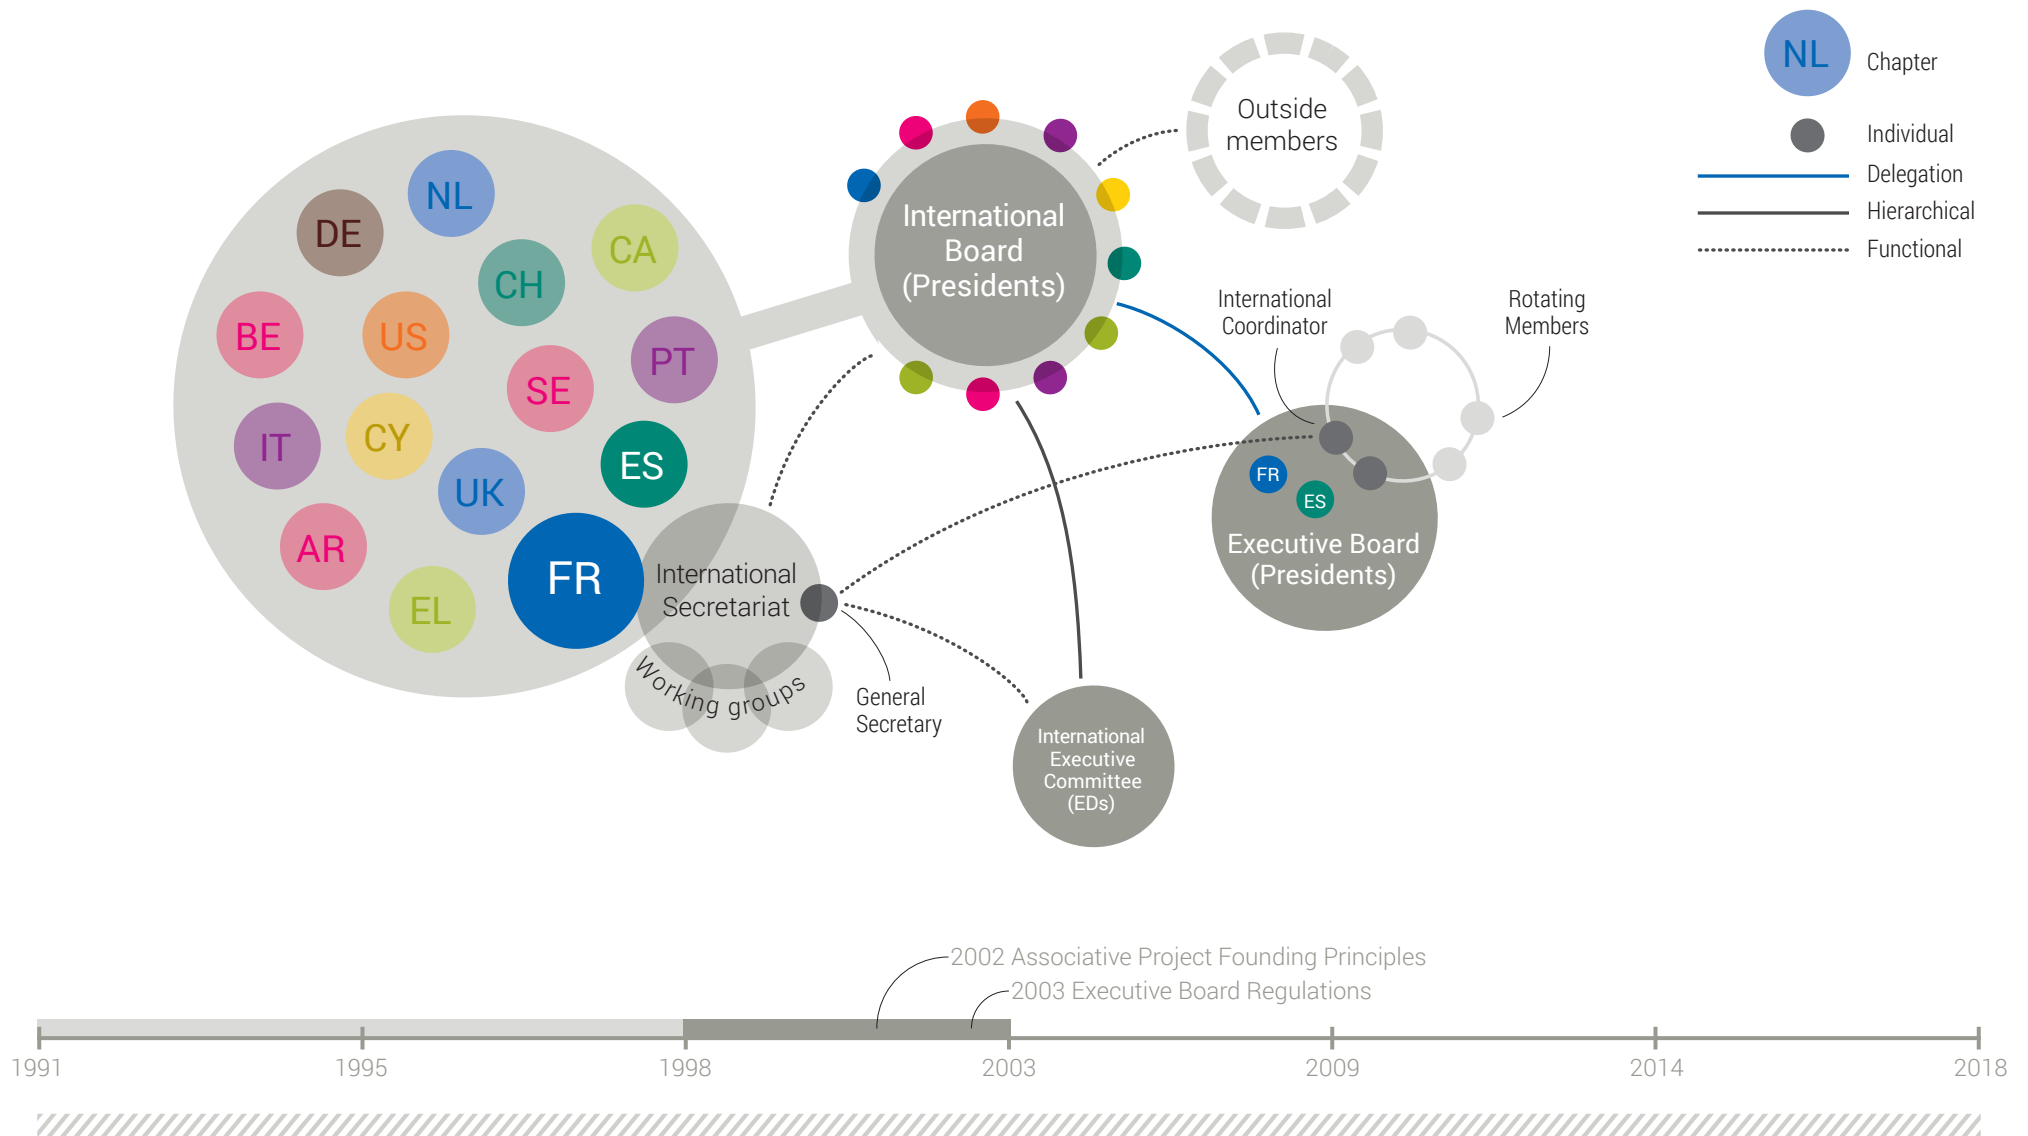 NL
DE
CA
CH
BE
US
PT
SE
IT
CY
ES
UK
AR
FR
EL
International
Secretariat
Working groups
General
Secretary
International
Board
(Presidents)
Outside
members
International
Coordinator
Rotating
Members
FR
ES
Executive Board
(Presidents)
International
Executive
Committee
(EDs)
NL
Chapter
Individual
Delegation
Hierarchical
Functional
2002 Associative Project Founding Principles
2003 Executive Board Regulations
1991
1995
1998
2003
2009
2014
2018